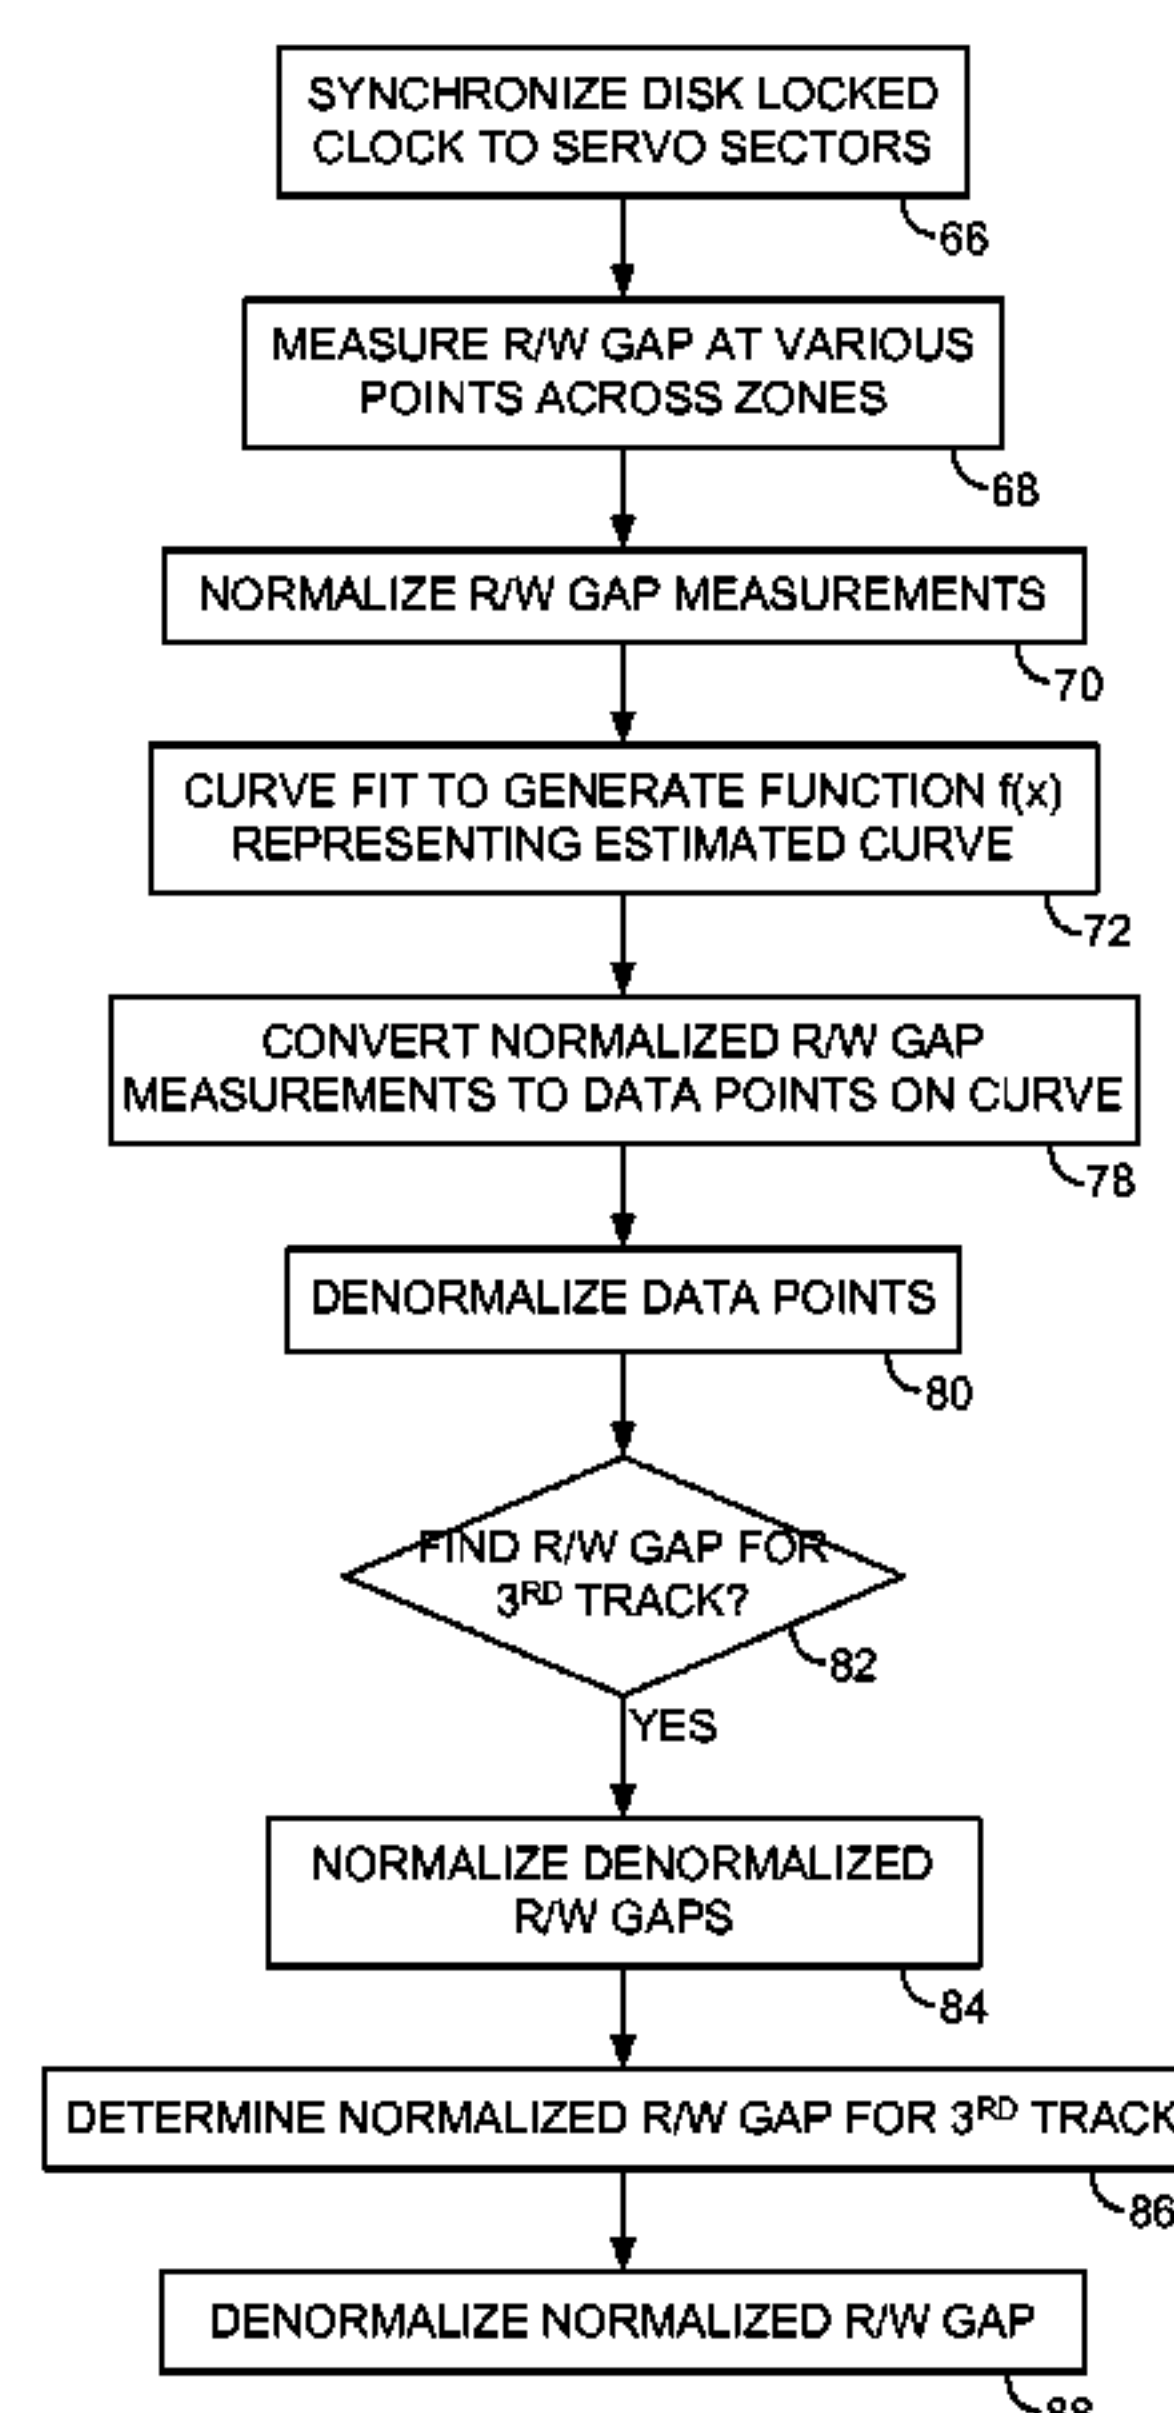 SYNCHRONIZE DISK LOCKED
CLOCK TO SERVO SECTORS
66
MEASURE R/W GAP AT VARIOUS
POINTS ACROSS ZONES
68
NORMALIZE R/W GAP MEASUREMENTS
70
CURVE FIT TO GENERATE FUNCTION f(x)
REPRESENTING ESTIMATED CURVE
72
CONVERT NORMALIZED R/W GAP
MEASUREMENTS TO DATA POINTS ON CURVE
78
DENORMALIZE DATA POINTS
80
FIND R/W GAP FOR
3RD TRACK?
82
YES
NORMALIZE DENORMALIZED
R/W GAPS
84
DETERMINE NORMALIZED R/W GAP FOR 3RD TRACK
86
DENORMALIZE NORMALIZED R/W GAP